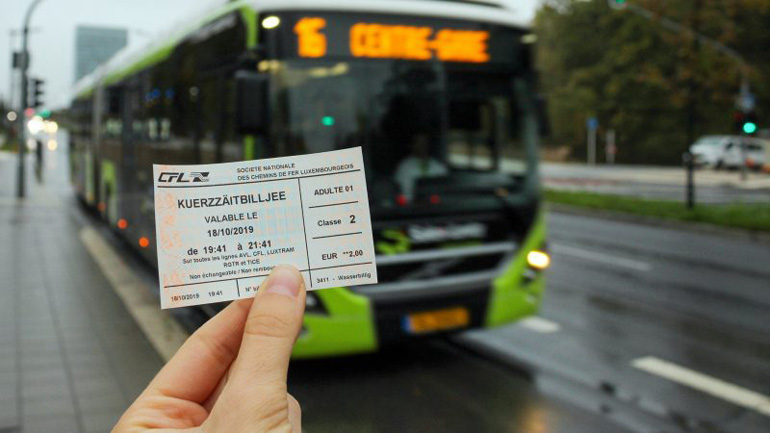 16 CENTRE-GARE
CFL SOCIETE NATIONALE
DES CHEMINS DE FER LUXEMBOURGEOIS
KUERZZÄITBILLJEE
VALABLE LE
18/10/2019
de 19:41 à 21:41
Sur toutes les lignes AVL, CFL, LUXTRAM,
RGTR et TICE
Non échangeable / Non rembou
18/10/2019 19:41 N°
ADULTE 01
Classe 2
EUR **2,00
3411 - Wasserbillig